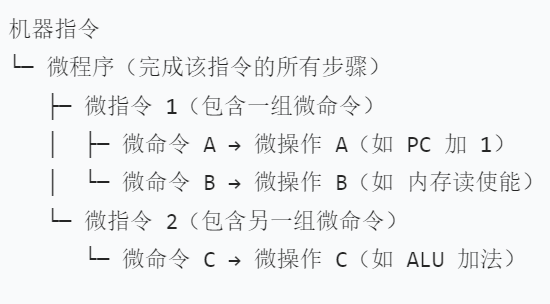 机器指令
└─ 微程序（完成该指令的所有步骤）
   ├─ 微指令 1（包含一组微命令）
   │  ├─ 微命令 A → 微操作 A（如 PC 加 1）
   │  └─ 微命令 B → 微操作 B（如 内存读使能）
   └─ 微指令 2（包含另一组微命令）
      └─ 微命令 C → 微操作 C（如 ALU 加法）